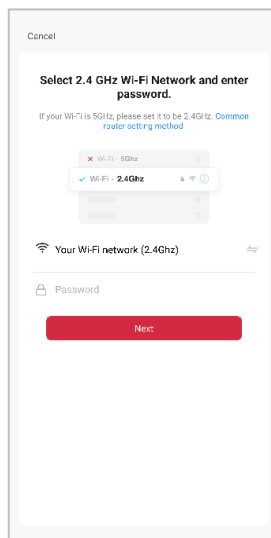 Cancel
Select 2.4 GHz Wi-Fi Network and enter
password.
If your Wi-Fi is 5GHz, please set it to be 2.4GHz. Common
router setting method
Wi-Fi - 5Ghz
Wi-Fi - 2.4Ghz
Your Wi-Fi network (2.4Ghz)
Password
Next